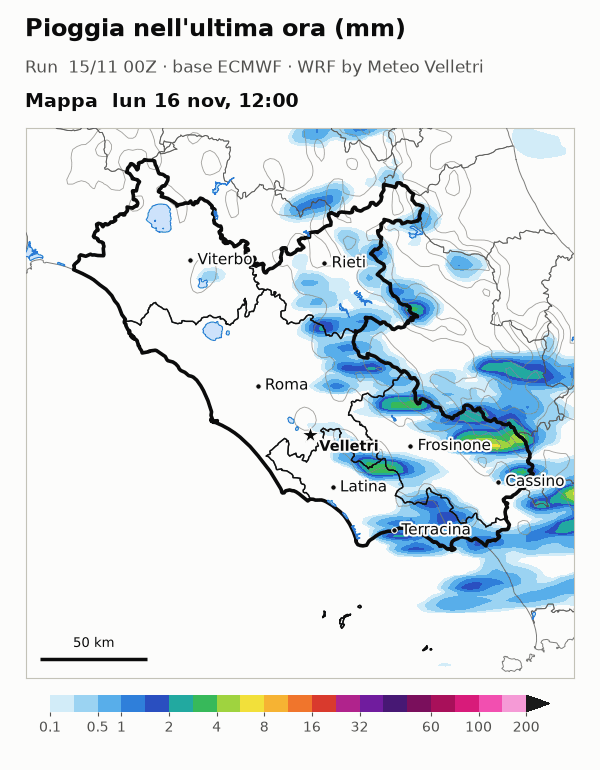 Pioggia nell'ultima ora (mm)
Run  15/11 00Z · base ECMWF · WRF by Meteo Velletri
Mappa  lun 16 nov, 12:00
Viterbo
Rieti
Roma
Velletri
Frosinone
Cassino
Latina
Terracina
50 km
0.1 0.5 1 2 4 8 16 32 60 100 200